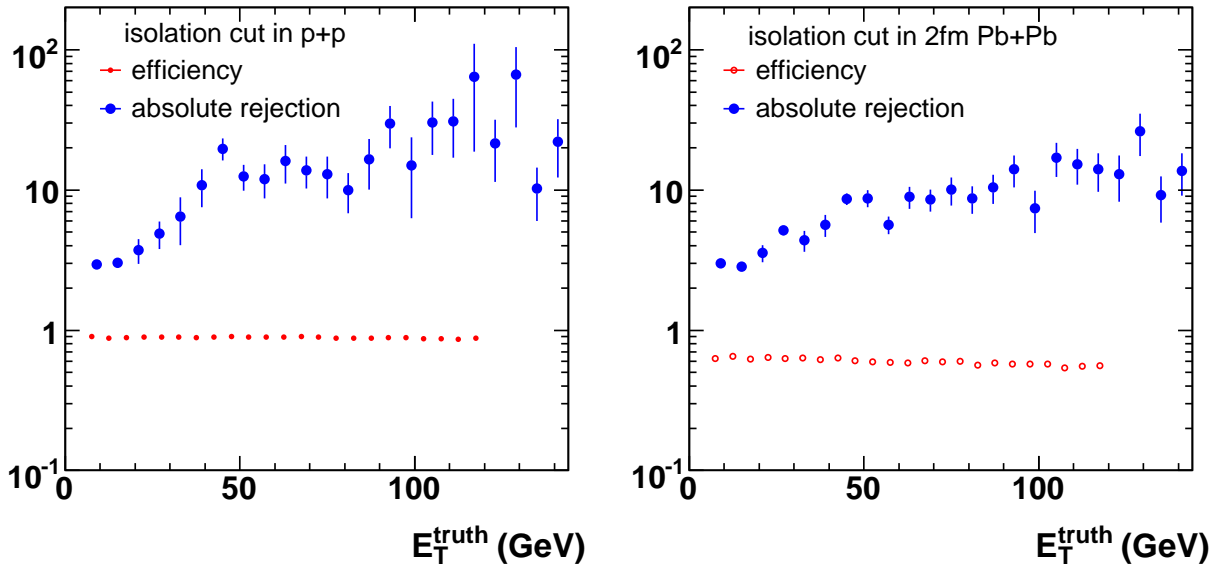 isolation cut in p+p
efficiency
absolute rejection
10^2
10
1
10^-1
0
50
100
E_T^truth (GeV)
isolation cut in 2fm Pb+Pb
efficiency
absolute rejection
10^2
10
1
10^-1
0
50
100
E_T^truth (GeV)